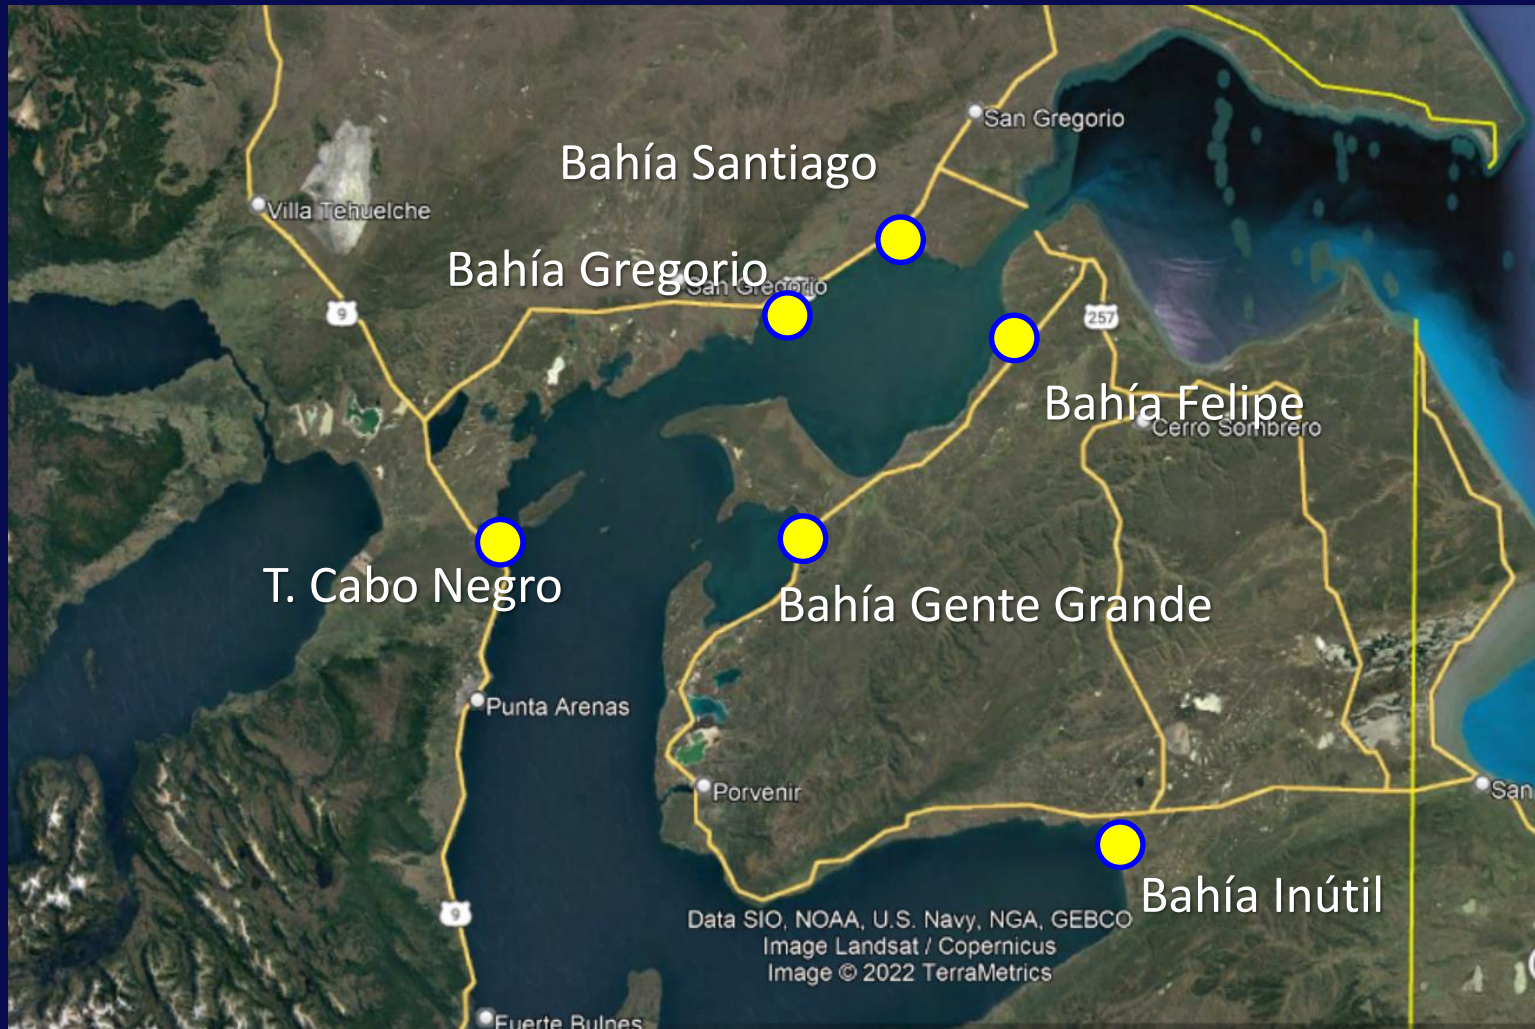 San Gregorio
Bahía Santiago
Villa Tehuelche
Bahía Gregorio
San Gregorio
9
257
Bahía Felipe
Cerro Sombrero
T. Cabo Negro
Bahía Gente Grande
Punta Arenas
Porvenir
San
Bahía Inútil
9
Data SIO, NOAA, U.S. Navy, NGA, GEBCO
Image Landsat / Copernicus
Image © 2022 TerraMetrics
Fuerte Bulnes